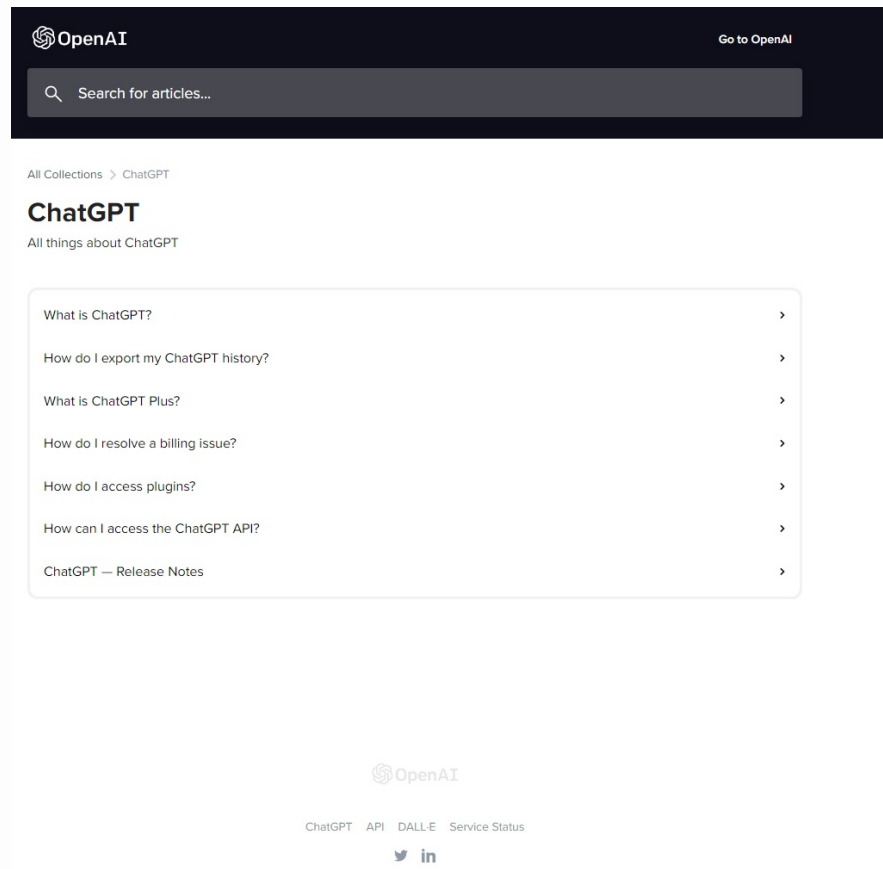 OpenAI
Go to OpenAI
Search for articles...
All Collections > ChatGPT
ChatGPT
All things about ChatGPT
What is ChatGPT?
How do I export my ChatGPT history?
What is ChatGPT Plus?
How do I resolve a billing issue?
How do I access plugins?
How can I access the ChatGPT API?
ChatGPT — Release Notes
OpenAI
ChatGPT API DALL·E Service Status
in